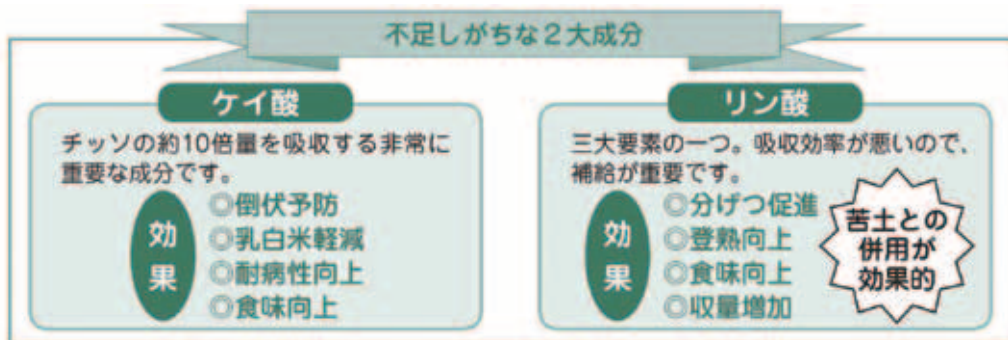 不足しがちな2大成分
ケイ酸
チッソの約10倍量を吸収する非常に
重要な成分です。
効果
◎倒伏予防
◎乳白米軽減
◎耐病性向上
◎食味向上
リン酸
三大要素の一つ。吸収効率が悪いので、
補給が重要です。
効果
◎分げつ促進
◎登熟向上
◎食味向上
◎収量増加
苦土との
併用が
効果的